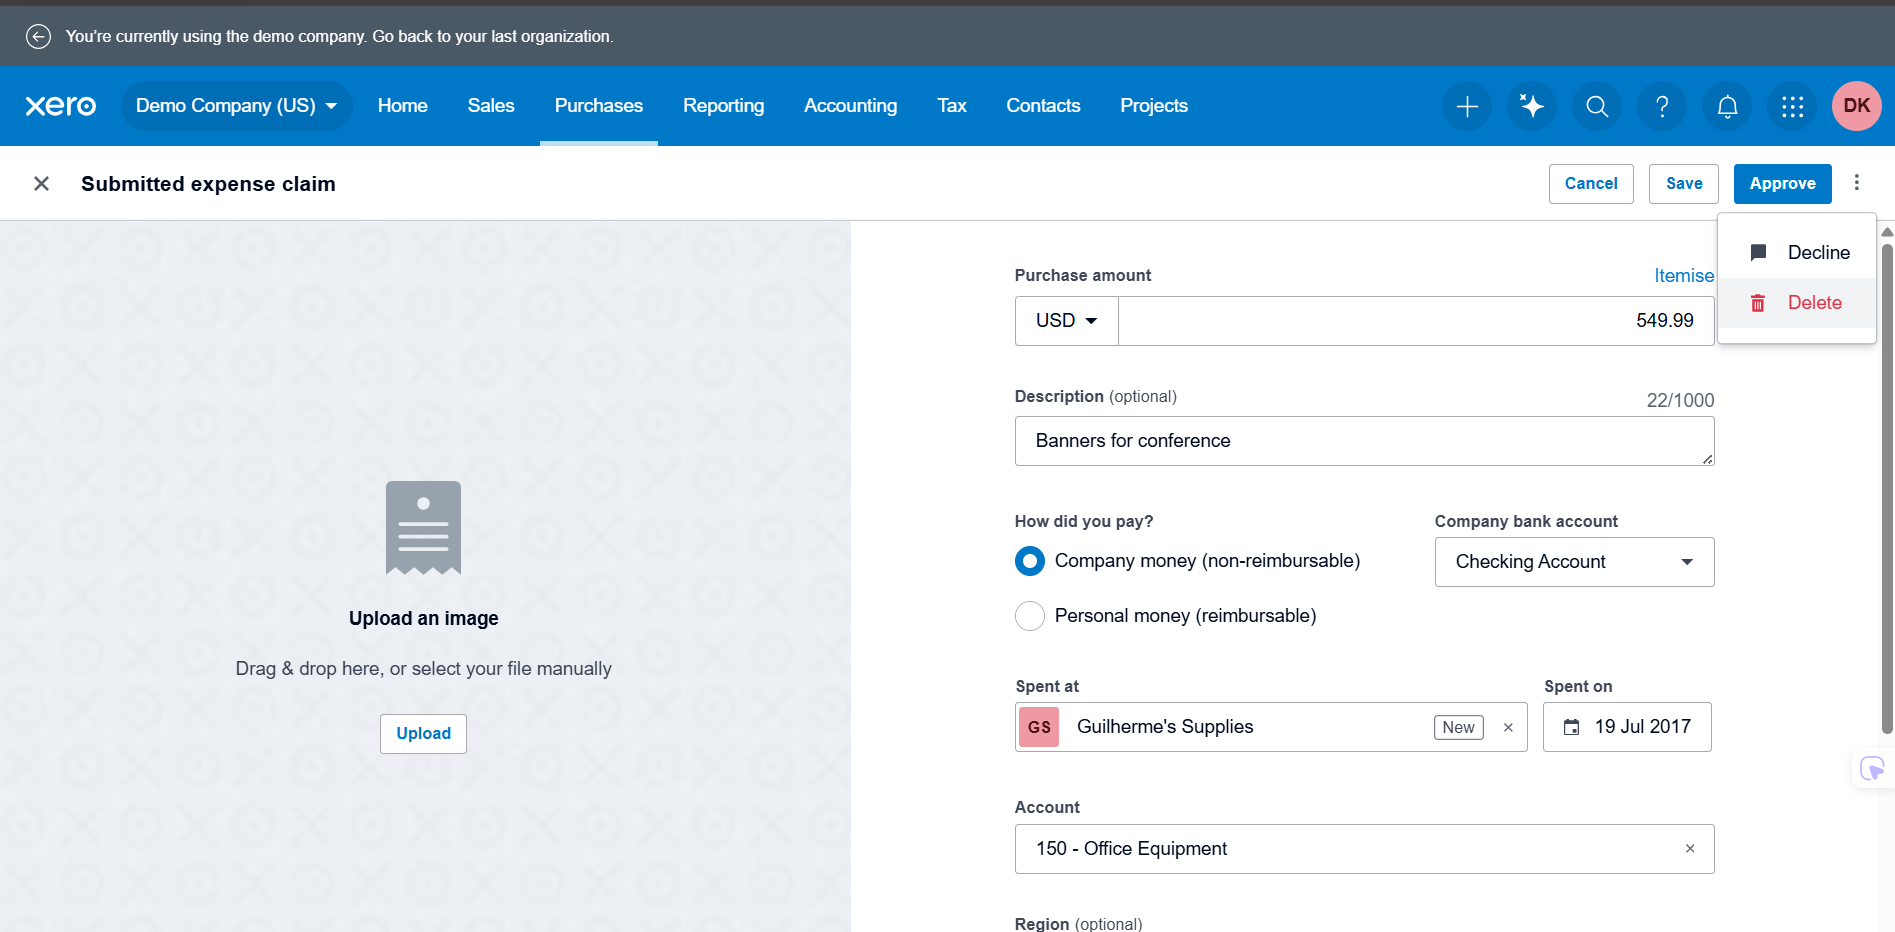 You're currently using the demo company. Go back to your last organization.
xero
Demo Company (US)
Home
Sales
Purchases
Reporting
Accounting
Tax
Contacts
Projects
DK
Submitted expense claim
Cancel
Save
Approve
Decline
Delete
Purchase amount
Itemise
USD
549.99
Description (optional)
22/1000
Banners for conference
How did you pay?
Company bank account
Company money (non-reimbursable)
Checking Account
Personal money (reimbursable)
Upload an image
Drag & drop here, or select your file manually
Upload
Spent at
Spent on
GS
Guilherme's Supplies
New
19 Jul 2017
Account
150 - Office Equipment
Region (optional)